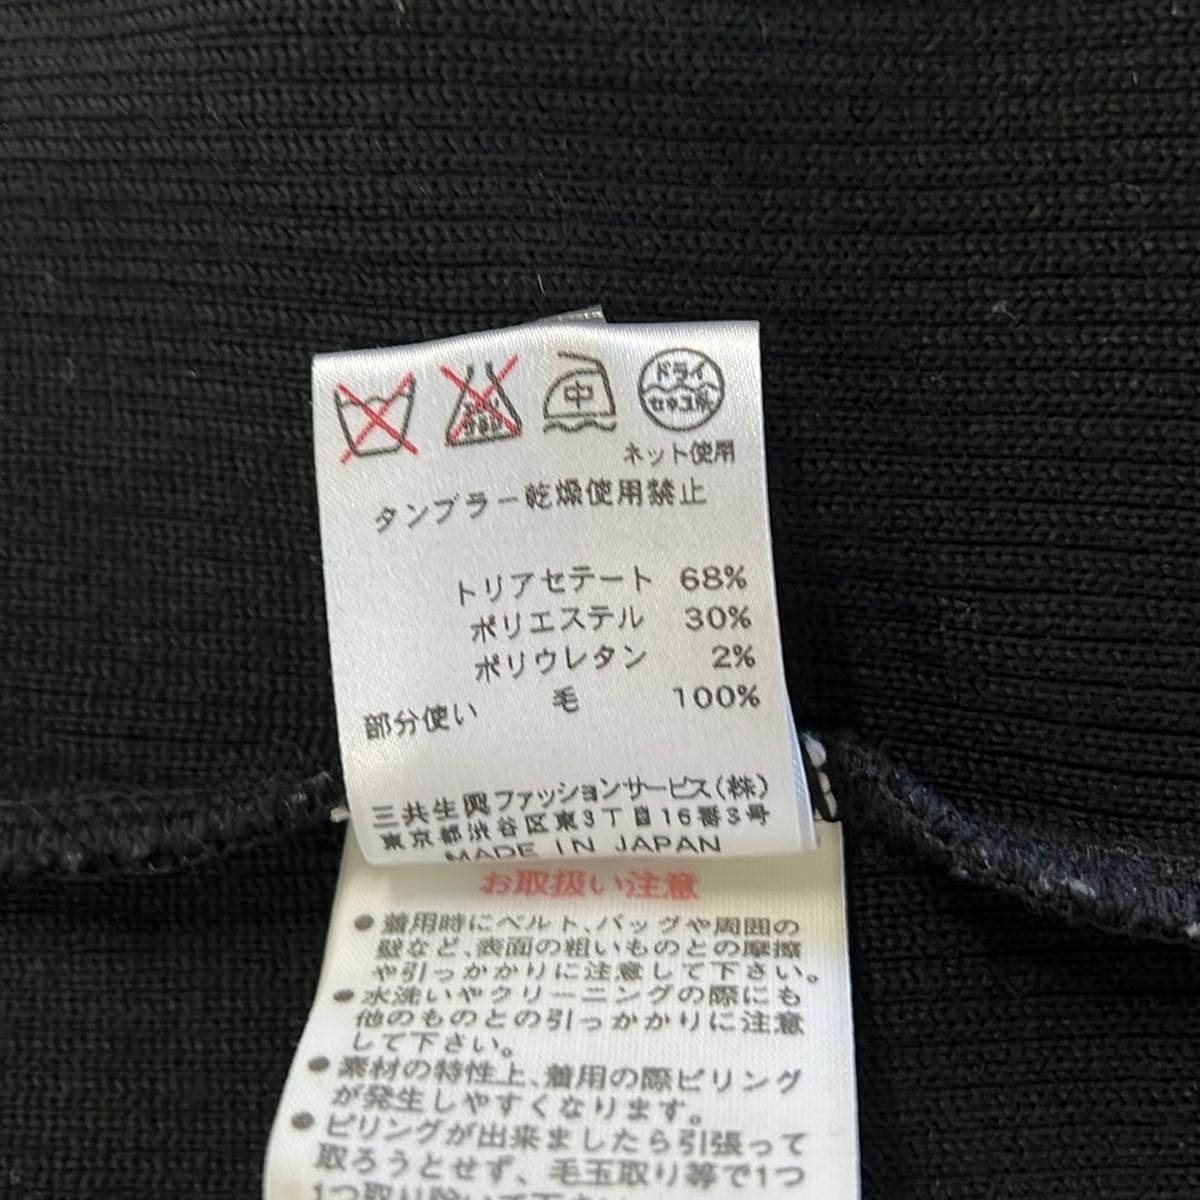 中
ドライ
セキユ系
ネット使用
タンブラー乾燥使用禁止
トリアセテート 68%
ポリエステル 30%
ポリウレタン 2%
部分使い 毛 100%
三共生興ファッションサービス(株)
東京都渋谷区東3丁目16番3号
MADE IN JAPAN
お取扱い注意
●着用時にベルト、バッグや周囲の
壁など、表面の粗いものとの摩擦
や引っかかりに注意して下さい。
●水洗いやクリーニングの際にも
他のものとの引っかかりに注意
して下さい。
●素材の特性上、着用の際ピリング
が発生しやすくなります。
●ピリングが出来ましたら引張って
取ろうとせず、毛玉取り等で1つ
1つ取り除いて下さい